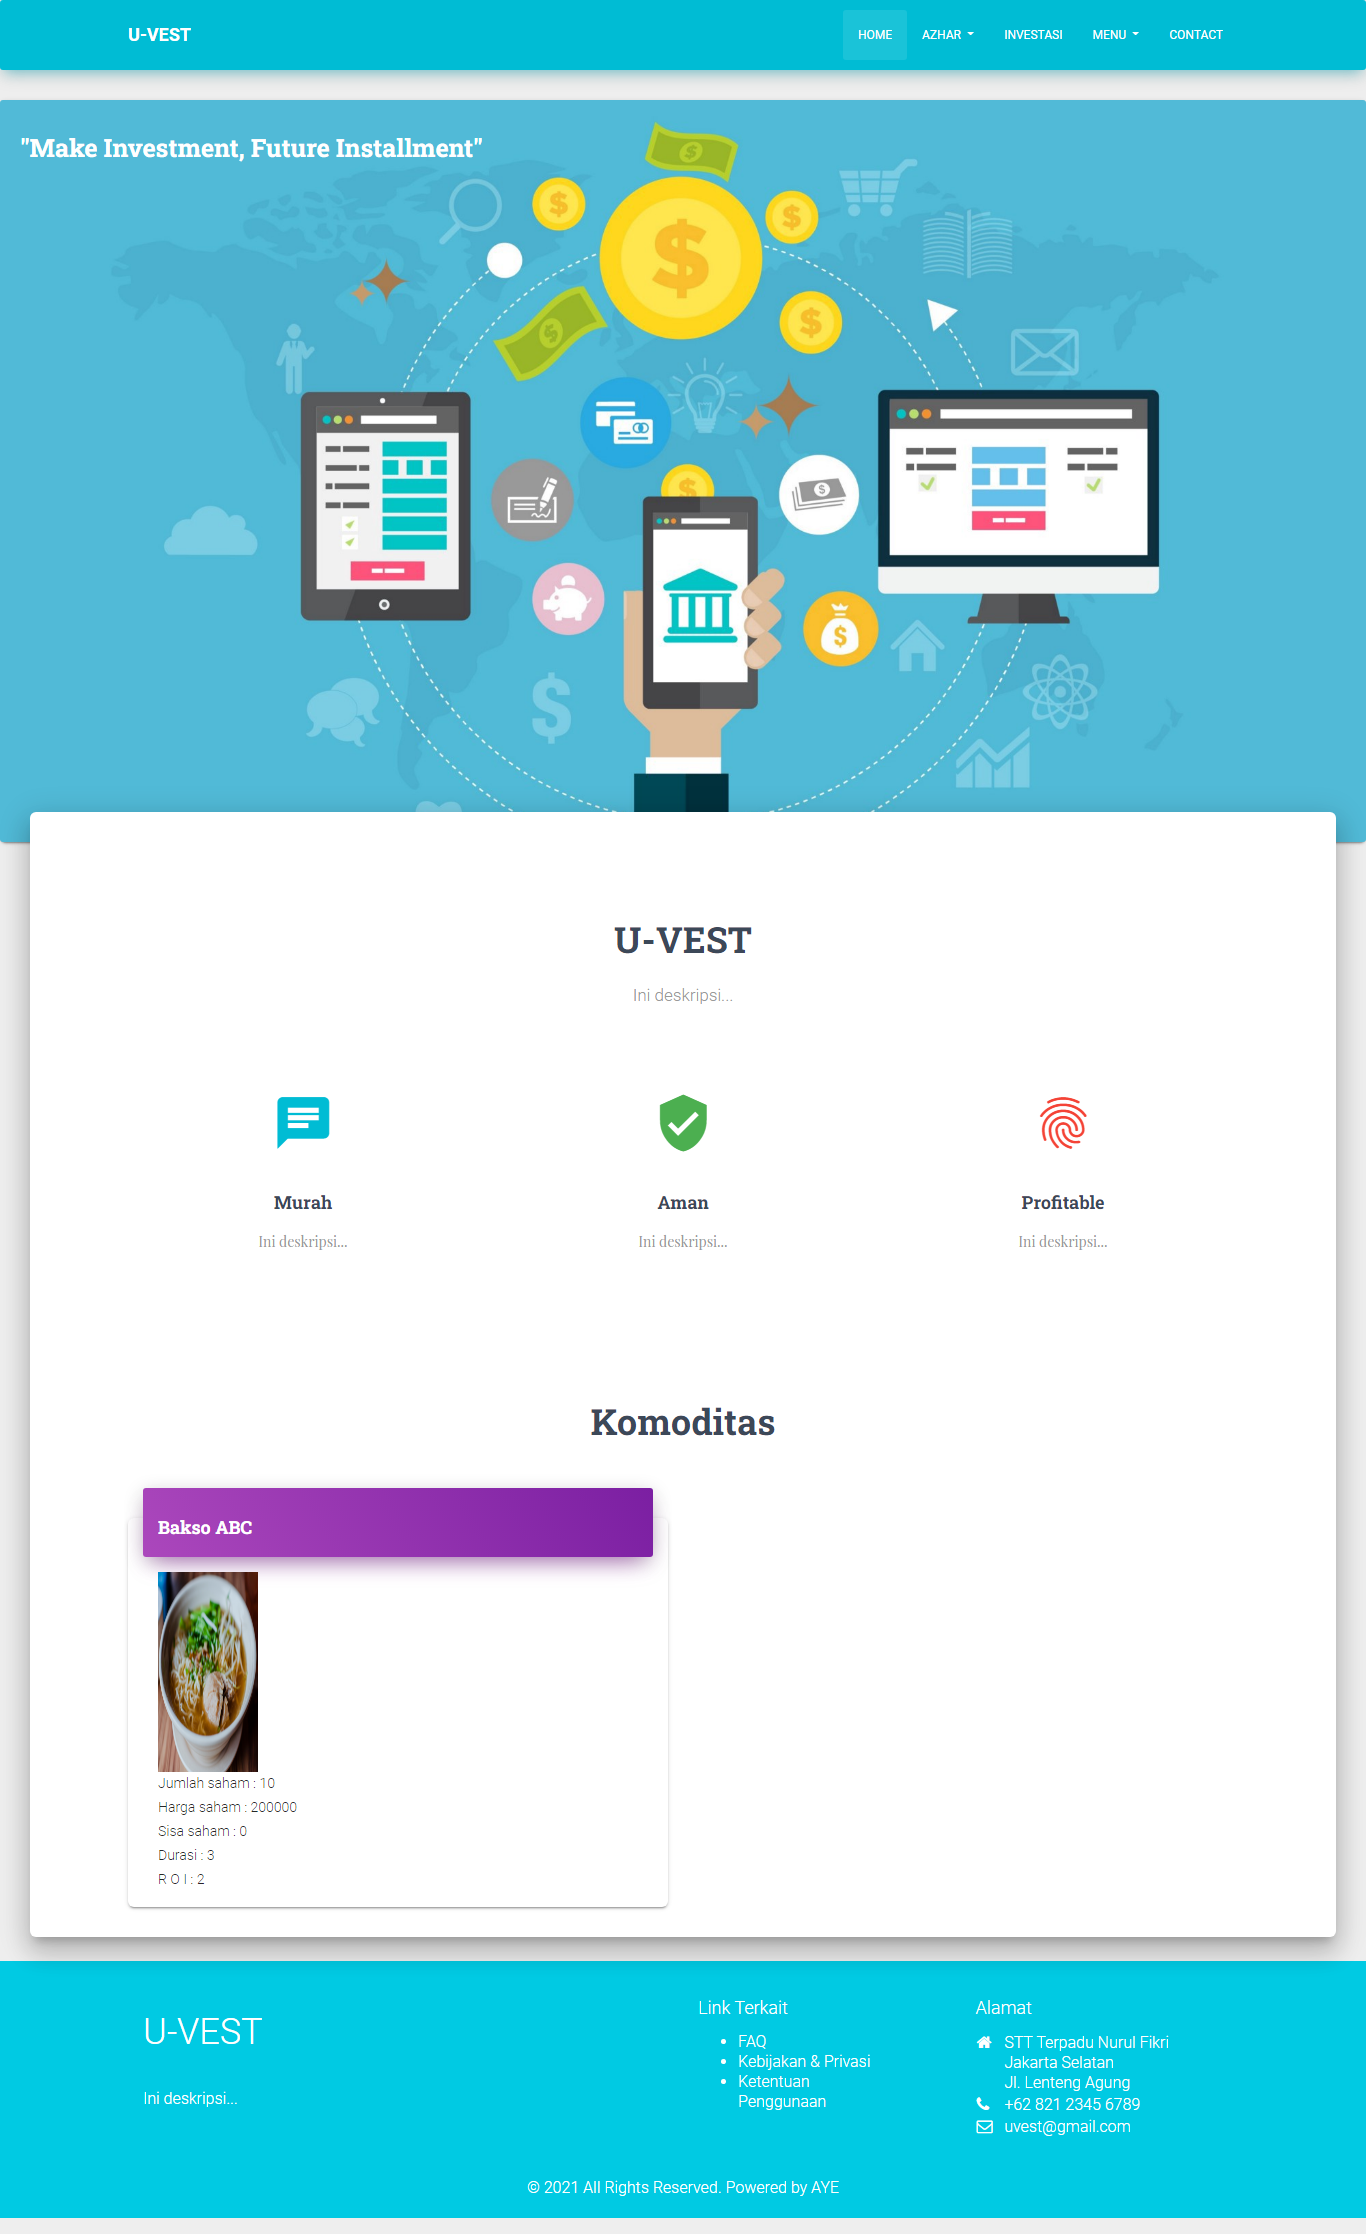 U-VEST
HOME
AZHAR
INVESTASI
MENU
CONTACT
"Make Investment, Future Installment"
U-VEST
Ini deskripsi...
Murah
Aman
Profitable
Ini deskripsi...
Ini deskripsi...
Ini deskripsi...
Komoditas
Bakso ABC
Jumlah saham : 10
Harga saham : 200000
Sisa saham : 0
Durasi : 3
R O I : 2
U-VEST
Ini deskripsi...
Link Terkait
FAQ
Kebijakan & Privasi
Ketentuan
Penggunaan
Alamat
STT Terpadu Nurul Fikri
Jakarta Selatan
Jl. Lenteng Agung
+62 821 2345 6789
uvest@gmail.com
© 2021 All Rights Reserved. Powered by AYE